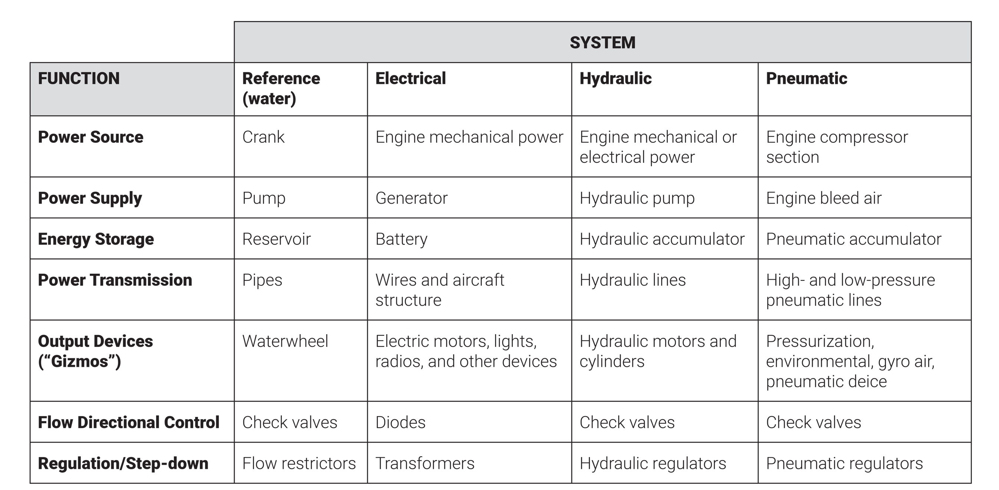 SYSTEM
FUNCTION
Reference
(water)
Electrical
Hydraulic
Pneumatic
Power Source
Crank
Engine mechanical power
Engine mechanical or
electrical power
Engine compressor
section
Power Supply
Pump
Generator
Hydraulic pump
Engine bleed air
Energy Storage
Reservoir
Battery
Hydraulic accumulator
Pneumatic accumulator
Power Transmission
Pipes
Wires and aircraft
structure
Hydraulic lines
High- and low-pressure
pneumatic lines
Output Devices
(“Gizmos”)
Waterwheel
Electric motors, lights,
radios, and other devices
Hydraulic motors and
cylinders
Pressurization,
environmental, gyro air,
pneumatic deice
Flow Directional Control
Check valves
Diodes
Check valves
Check valves
Regulation/Step-down
Flow restrictors
Transformers
Hydraulic regulators
Pneumatic regulators